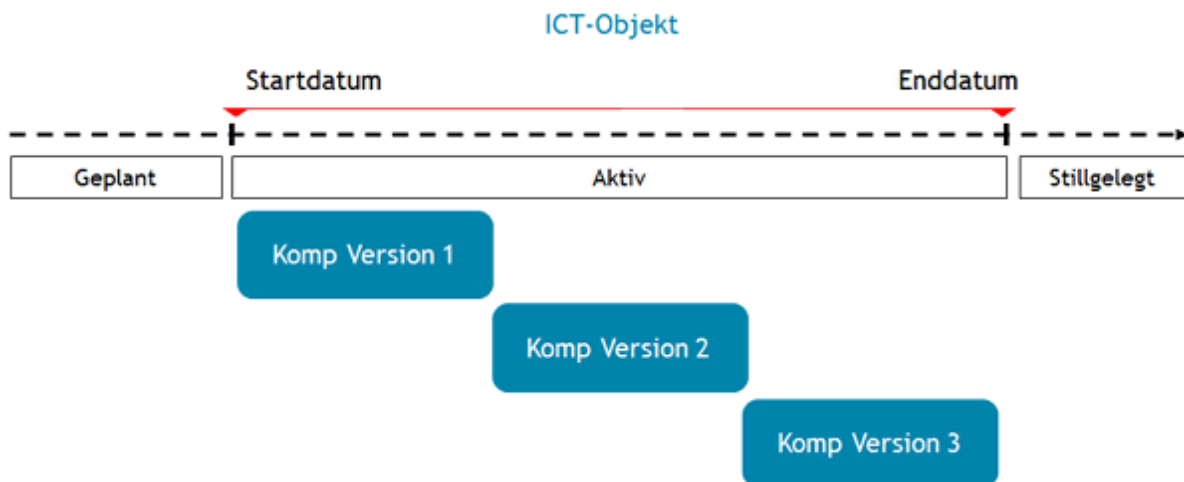 ICT-Objekt
Startdatum
Enddatum
Geplant
Aktiv
Stillgelegt
Komp Version 1
Komp Version 2
Komp Version 3